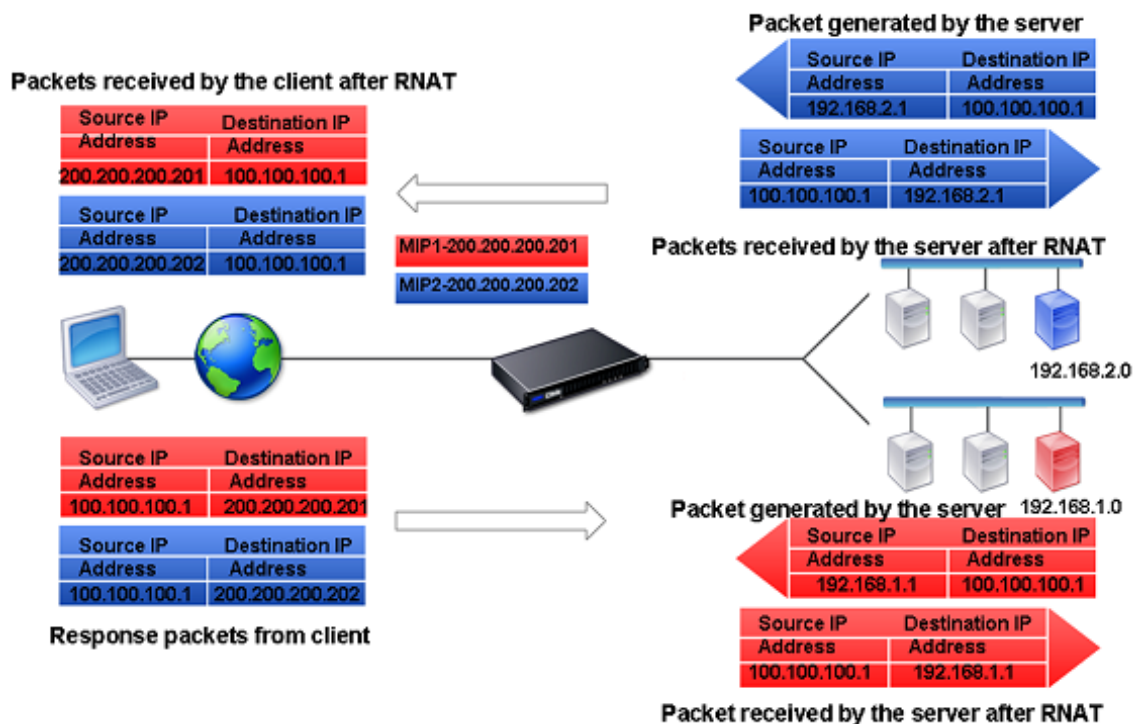 Packet generated by the server
Source IP Destination IP
Address Address
192.168.2.1 100.100.100.1
Source IP Destination IP
Address Address
100.100.100.1 192.168.2.1
Packets received by the server after RNAT
Packets received by the client after RNAT
Source IP Destination IP
Address Address
200.200.200.201 100.100.100.1
Source IP Destination IP
Address Address
200.200.200.202 100.100.100.1
MIP1-200.200.200.201
MIP2-200.200.200.202
192.168.2.0
192.168.1.0
Source IP Destination IP
Address Address
100.100.100.1 200.200.200.201
Source IP Destination IP
Address Address
100.100.100.1 200.200.200.202
Response packets from client
Packet generated by the server
Source IP Destination IP
Address Address
192.168.1.1 100.100.100.1
Source IP Destination IP
Address Address
100.100.100.1 192.168.1.1
Packet received by the server after RNAT